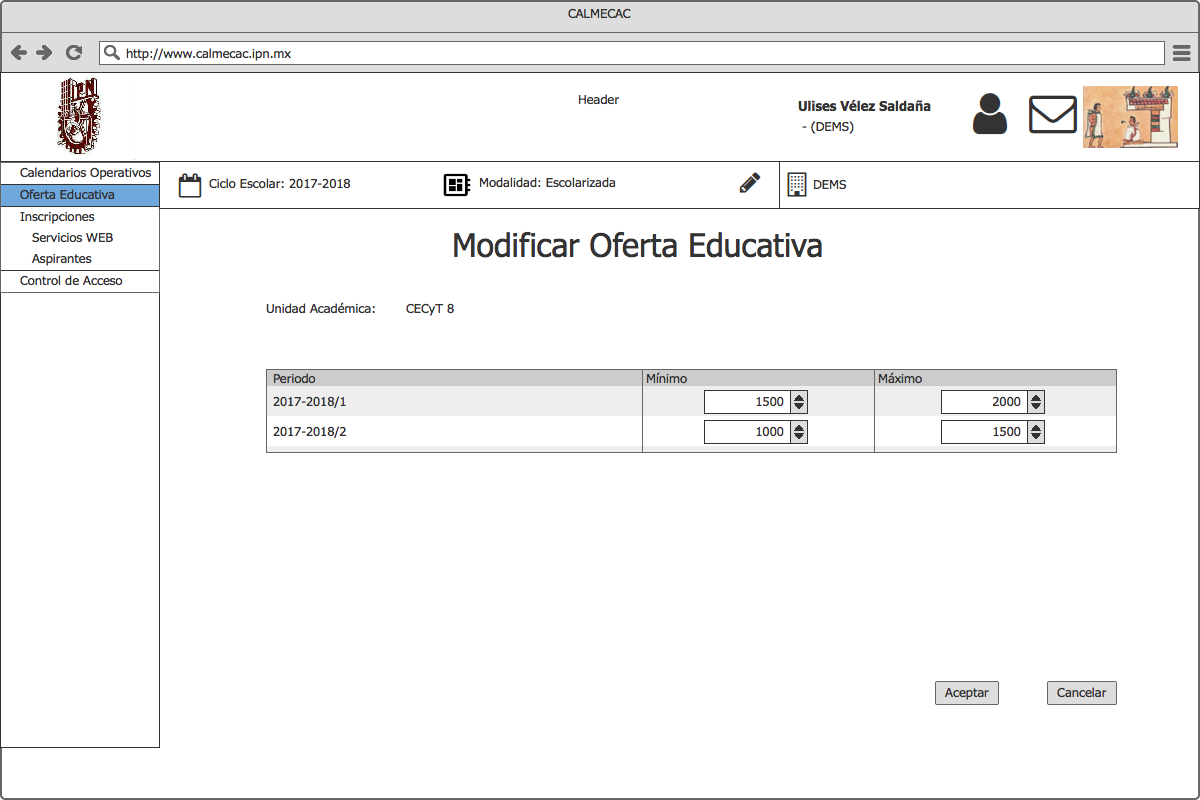 CALMECAC
http://www.calmecac.ipn.mx
IPN
Header
Ulises Vélez Saldaña
- (DEMS)
Calendarios Operativos
Oferta Educativa
Inscripciones
Servicios WEB
Aspirantes
Control de Acceso
Ciclo Escolar: 2017-2018
Modalidad: Escolarizada
DEMS
Modificar Oferta Educativa
Unidad Académica: CECyT 8
Periodo Mínimo Máximo
2017-2018/1 1500 2000
2017-2018/2 1000 1500
Aceptar Cancelar